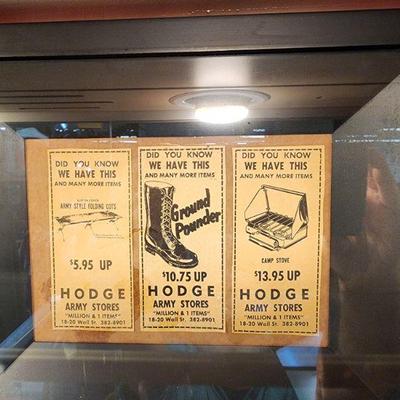 DID YOU KNOW
WE HAVE THIS
AND MANY MORE ITEMS
ARMY STYLE FOLDING COTS
$5.95 UP
HODGE
ARMY STORES
"MILLION & 1 ITEMS"
18-20 Wall St. 382-8901
DID YOU KNOW
WE HAVE THIS
AND MANY MORE ITEMS
Ground
Pounder
$10.75 UP
HODGE
ARMY STORES
"MILLION & 1 ITEMS"
18-20 Wall St. 382-8901
DID YOU KNOW
WE HAVE THIS
AND MANY MORE ITEMS
CAMP STOVE
$13.95 UP
HODGE
ARMY STORES
"MILLION & 1 ITEMS"
18-20 Wall St. 382-8901